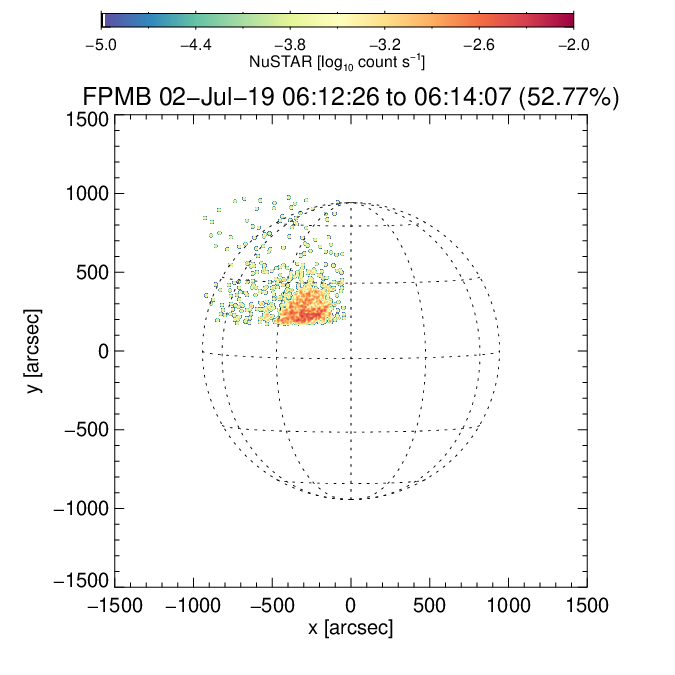 −5.0 −4.4 −3.8 −3.2 −2.6 −2.0
NuSTAR [log₁₀ count s⁻¹]
FPMB 02−Jul−19 06:12:26 to 06:14:07 (52.77%)
1500
1000
500
0
−500
−1000
−1500
y [arcsec]
−1500 −1000 −500 0 500 1000 1500
x [arcsec]